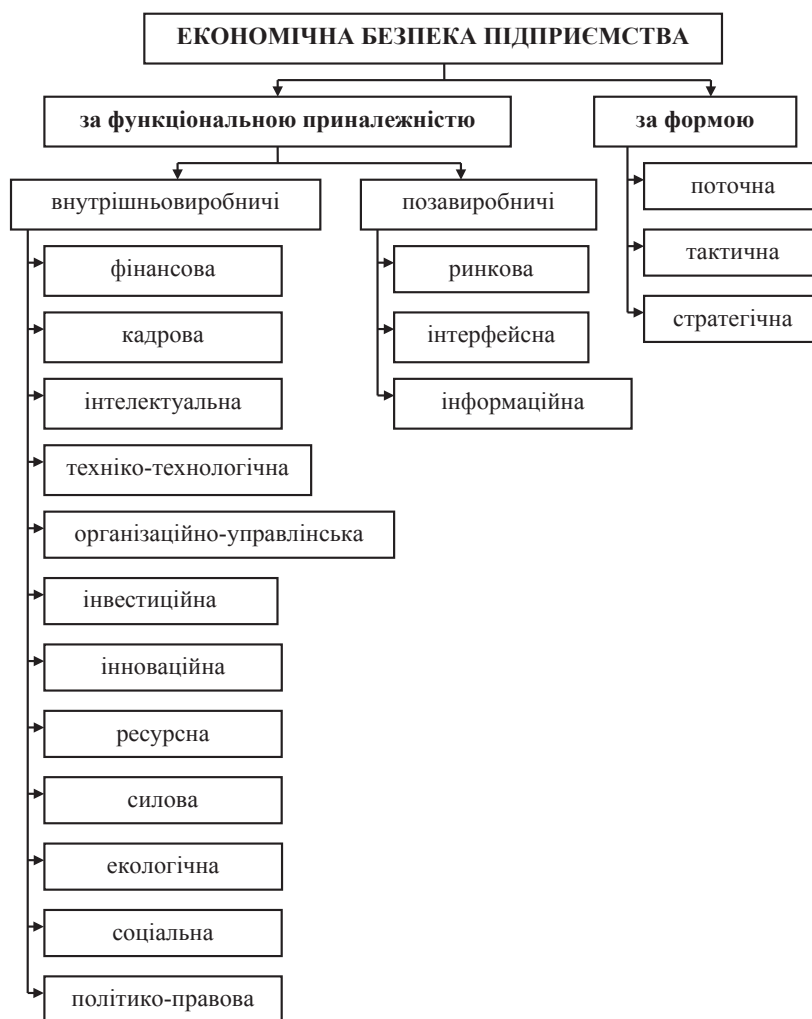 ЕКОНОМІЧНА БЕЗПЕКА ПІДПРИЄМСТВА
за функціональною приналежністю
за формою
внутрішньовиробничі
позавиробничі
поточна
тактична
стратегічна
фінансова
кадрова
інтелектуальна
техніко-технологічна
організаційно-управлінська
інвестиційна
інноваційна
ресурсна
силова
екологічна
соціальна
політико-правова
ринкова
інтерфейсна
інформаційна